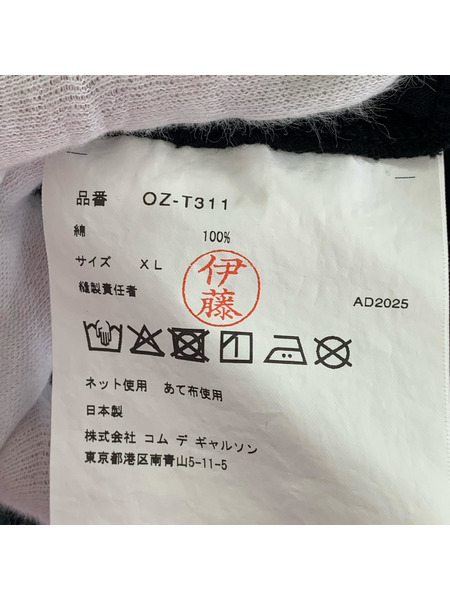 品番 OZ-T311
綿 100%
サイズ XL
縫製責任者
伊藤
AD2025
ネット使用 あて布使用
日本製
株式会社 コム デ ギャルソン
東京都港区南青山5-11-5